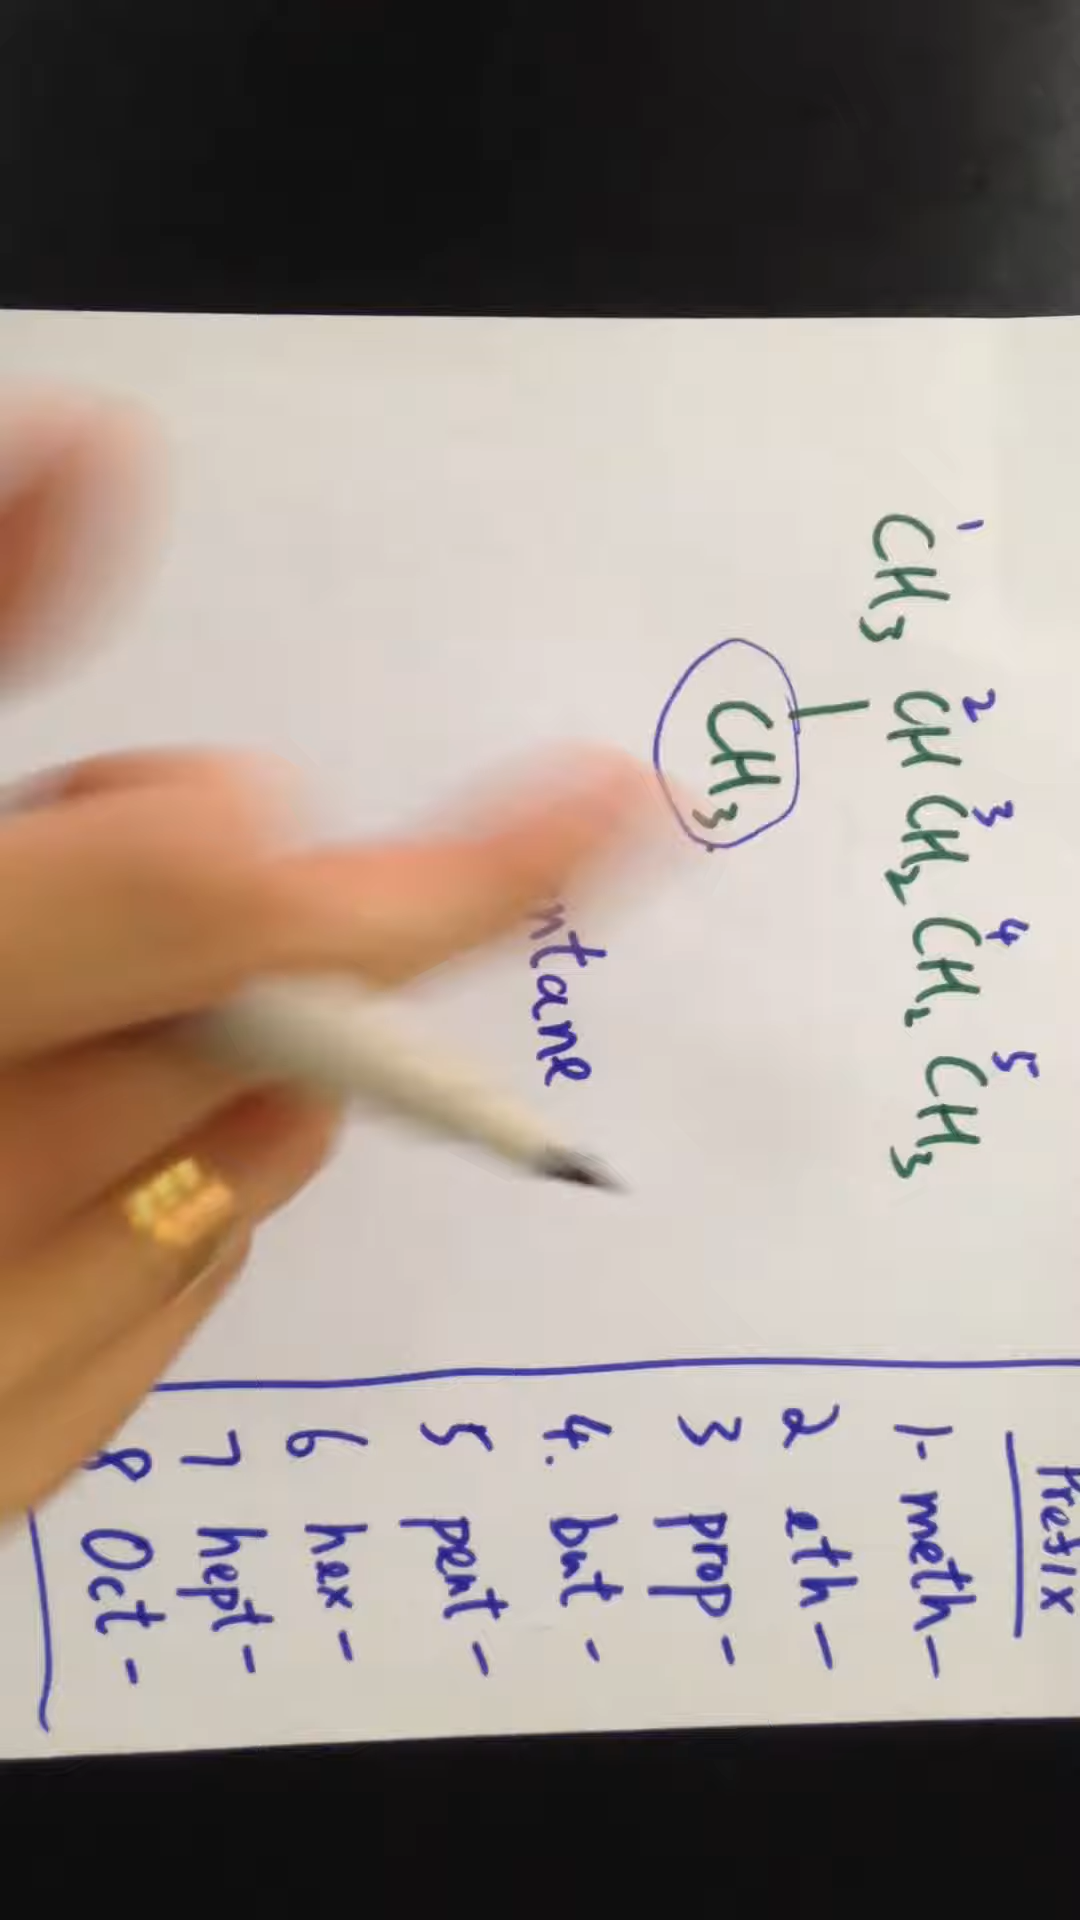 1 2 3 4 5
CH3 CH CH2 CH2 CH3
CH3
ntane
Prefix
1- meth-
2 eth-
3 prop-
4. but-
5 pent-
6 hex-
7 hept-
8 Oct-